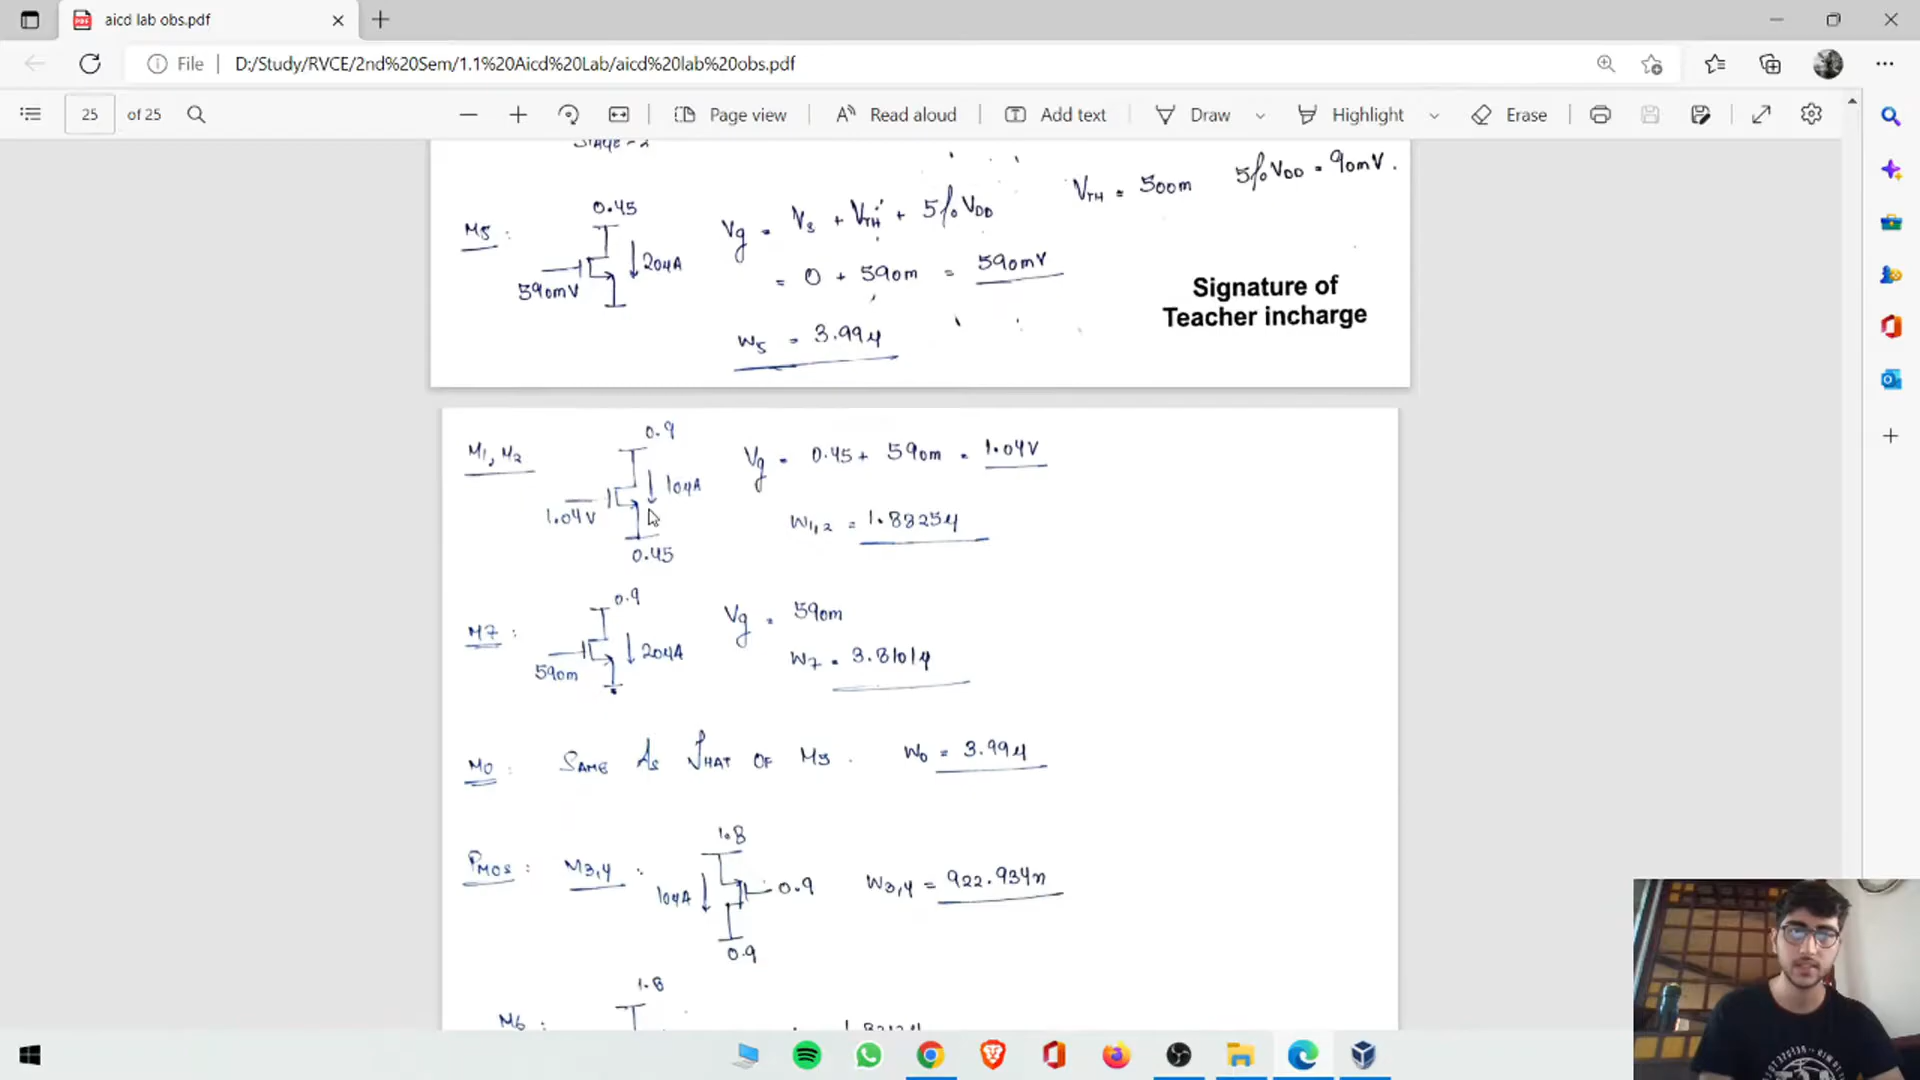 aicd lab obs.pdf
File
D:/Study/RVCE/2nd%20Sem/1.1%20Aicd%20Lab/aicd%20lab%20obs.pdf
25 of 25
Page view
Read aloud
Add text
Draw
Highlight
Erase
STAGE-2
M5 :
0.45
20μA
590mV
Vg = Vs + VTH + 5% VDD
VTH = 500m
5% VDD = 90mV.
= 0 + 590m = 590mV
W5 = 3.99μ
Signature of
Teacher incharge
M1, M2
0.9
10μA
1.04V
0.45
Vg = 0.45 + 590m = 1.04V
W1,2 = 1.8325μ
M7 :
0.9
20μA
590m
Vg = 590m
W7 = 3.8101μ
M0 : SAME AS THAT OF M5. W0 = 3.99μ
PMOS : M3,4 :
1.8
10μA
0.9
0.9
W3,4 = 922.934n
M6 :
1.8